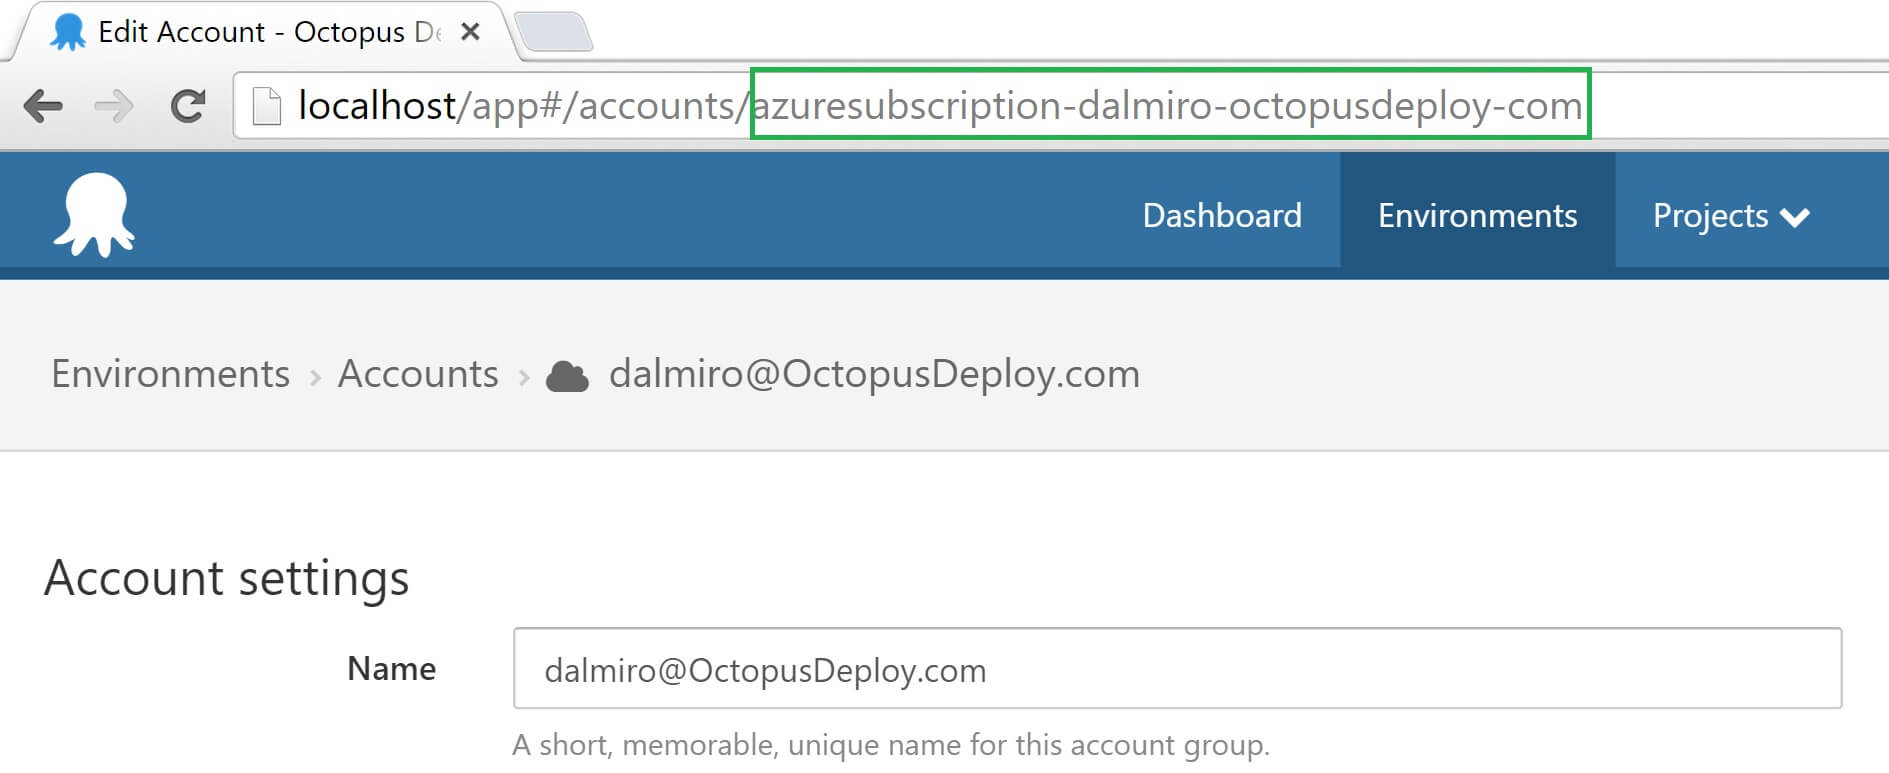 Edit Account - Octopus De
localhost/app#/accounts/azuresubscription-dalmiro-octopusdeploy-com
Dashboard Environments Projects
Environments › Accounts › dalmiro@OctopusDeploy.com
Account settings
Name dalmiro@OctopusDeploy.com
A short, memorable, unique name for this account group.